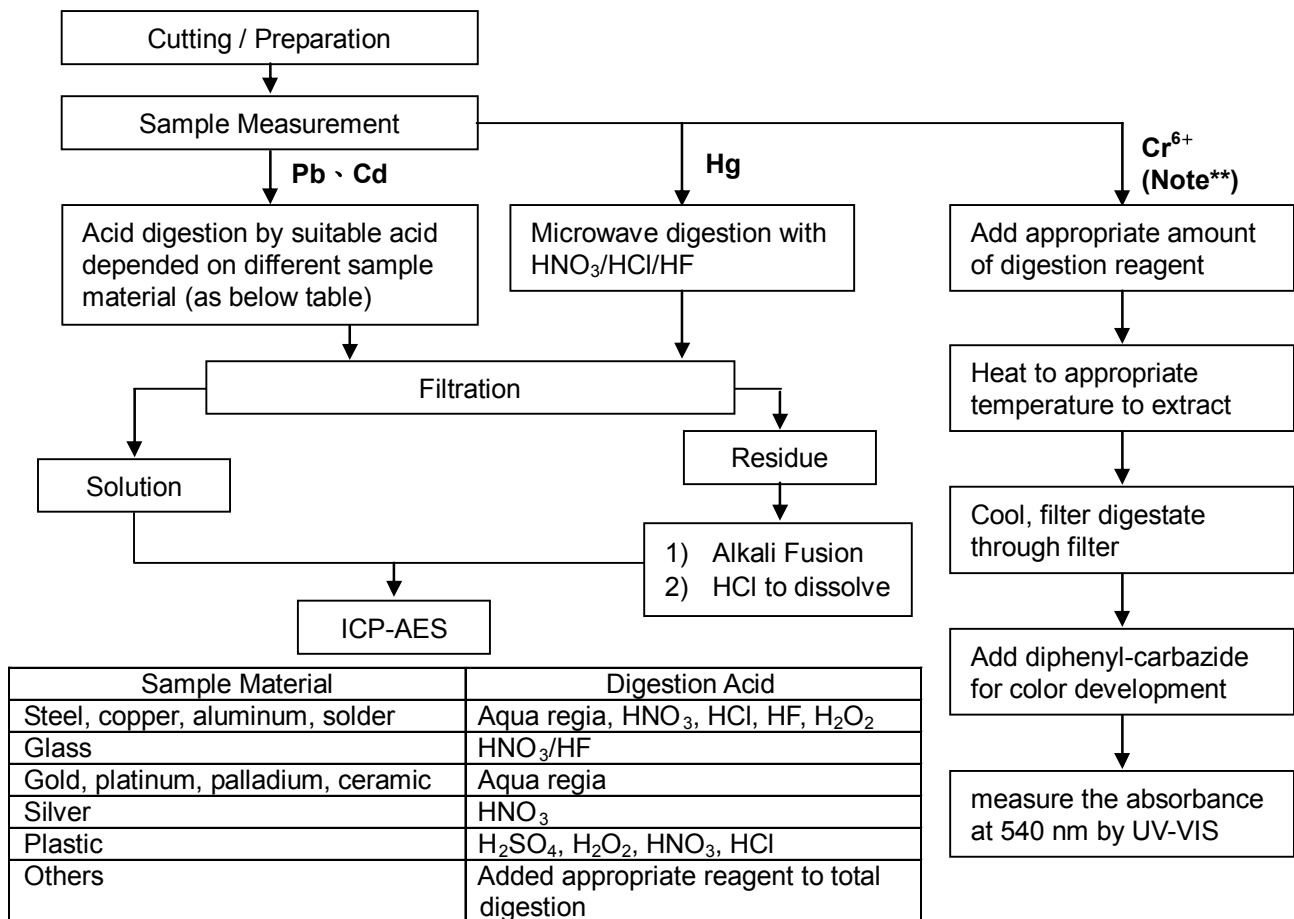 Cutting / Preparation
Sample Measurement
Pb、Cd
Hg
Cr⁶⁺
(Note**)
Acid digestion by suitable acid
depended on different sample
material (as below table)
Microwave digestion with
HNO₃/HCl/HF
Add appropriate amount
of digestion reagent
Filtration
Heat to appropriate
temperature to extract
Solution
Residue
Cool, filter digestate
through filter
1) Alkali Fusion
2) HCl to dissolve
ICP-AES
Add diphenyl-carbazide
for color development
measure the absorbance
at 540 nm by UV-VIS
Sample Material Digestion Acid
Steel, copper, aluminum, solder Aqua regia, HNO₃, HCl, HF, H₂O₂
Glass HNO₃/HF
Gold, platinum, palladium, ceramic Aqua regia
Silver HNO₃
Plastic H₂SO₄, H₂O₂, HNO₃, HCl
Others Added appropriate reagent to total
digestion